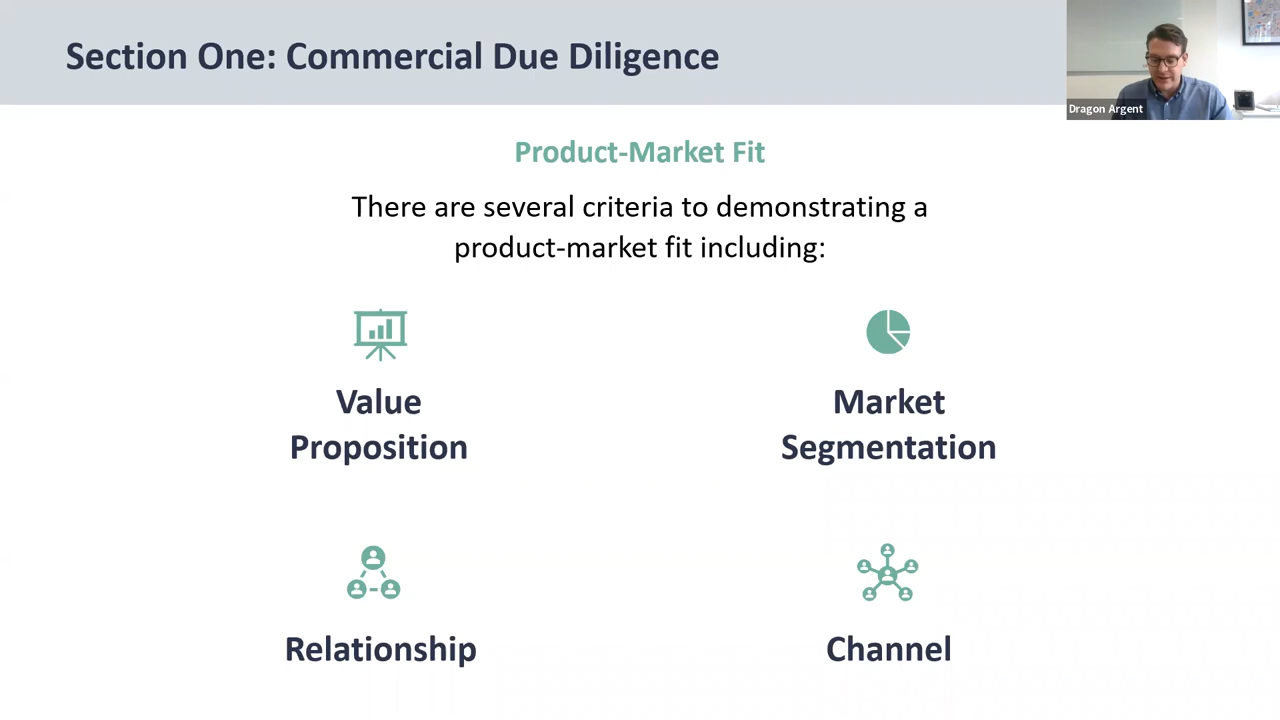 Section One: Commercial Due Diligence
Dragon Argent
Product-Market Fit
There are several criteria to demonstrating a
product-market fit including:
Value
Proposition
Market
Segmentation
Relationship
Channel